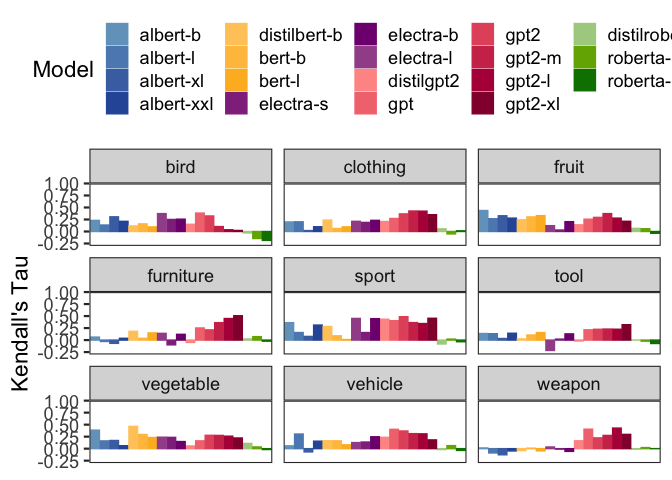 Model
albert-b distilbert-b electra-b gpt2 distilrobe
albert-l bert-b electra-l gpt2-m roberta-
albert-xl bert-l distilgpt2 gpt2-l roberta-
albert-xxl electra-s gpt gpt2-xl
Kendall's Tau
bird clothing fruit
1.00
0.75
0.50
0.25
0.00
-0.25
furniture sport tool
1.00
0.75
0.50
0.25
0.00
-0.25
vegetable vehicle weapon
1.00
0.75
0.50
0.25
0.00
-0.25